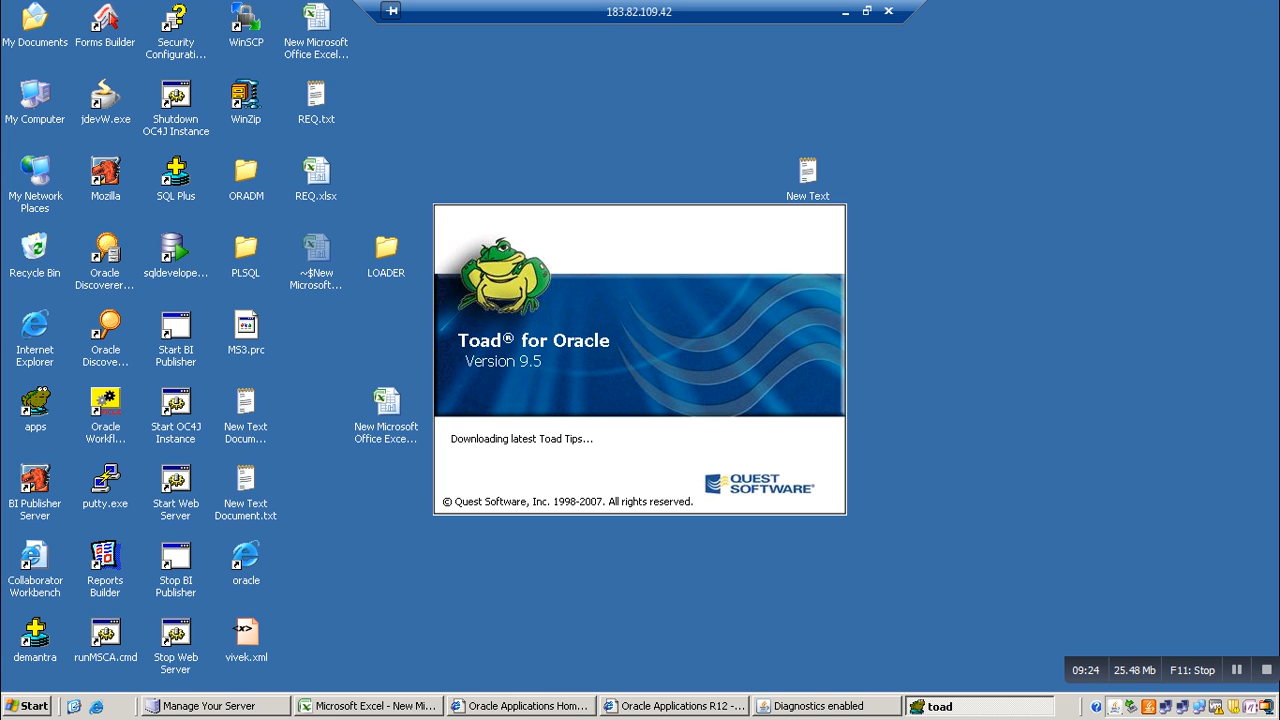 183.82.109.42
My Documents
Forms Builder
Security
Configurati...
WinSCP
New Microsoft
Office Excel...
My Computer
jdevW.exe
Shutdown
OC4J Instance
WinZip
REQ.txt
My Network
Places
Mozilla
SQL Plus
ORADM
REQ.xlsx
New Text
Recycle Bin
Oracle
Discoverer...
sqldevelope...
PLSQL
~$New
Microsoft...
LOADER
Internet
Explorer
Oracle
Discove...
Start BI
Publisher
MS3.prc
apps
Oracle
Workfl...
Start OC4J
Instance
New Text
Docum...
New Microsoft
Office Exce...
BI Publisher
Server
putty.exe
Start Web
Server
New Text
Document.txt
Collaborator
Workbench
Reports
Builder
Stop BI
Publisher
oracle
demantra
runMSCA.cmd
Stop Web
Server
vivek.xml
Toad® for Oracle
Version 9.5
Downloading latest Toad Tips...
QUEST
SOFTWARE®
© Quest Software, Inc. 1998-2007. All rights reserved.
09:24
25.48 Mb
F11: Stop
Start
Manage Your Server
Microsoft Excel - New Mi...
Oracle Applications Hom...
Oracle Applications R12 -...
Diagnostics enabled
toad